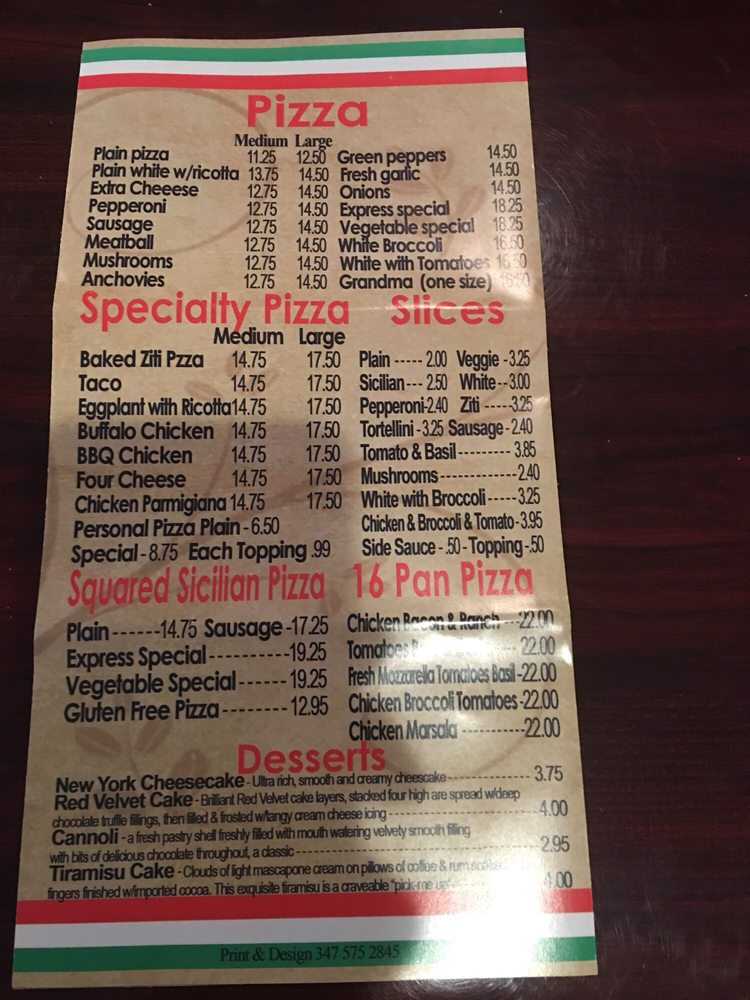 Pizza
Medium Large
Plain pizza 11.25 12.50 Green peppers 14.50
Plain white w/ricotta 13.75 14.50 Fresh garlic 14.50
Extra Cheeese 12.75 14.50 Onions 14.50
Pepperoni 12.75 14.50 Express special 18.25
Sausage 12.75 14.50 Vegetable special 18.25
Meatball 12.75 14.50 White Broccoli 16.50
Mushrooms 12.75 14.50 White with Tomatoes
Anchovies 12.75 14.50 Grandma (one size)
Specialty Pizza
Medium Large
Baked Ziti Pzza 14.75 17.50
Taco 14.75 17.50
Eggplant with Ricotta 14.75 17.50
Buffalo Chicken 14.75 17.50
BBQ Chicken 14.75 17.50
Four Cheese 14.75 17.50
Chicken Parmigiana 14.75 17.50
Personal Pizza Plain - 6.50
Special - 8.75 Each Topping .99
Slices
Plain ----- 2.00 Veggie - 3.25
Sicilian--- 2.50 White-- 3.00
Pepperoni-2.40 Ziti -----3.25
Tortellini - 3.25 Sausage - 2.40
Tomato & Basil---------- 3.85
Mushrooms---------------2.40
White with Broccoli -----3.25
Chicken & Broccoli & Tomato - 3.95
Side Sauce - .50 - Topping -.50
Squared Sicilian Pizza
Plain-------14.75 Sausage -17.25
Express Special-----------19.25
Vegetable Special------- 19.25
Gluten Free Pizza--------- 12.95
16 Pan Pizza
Chicken Bacon & Ranch ---22.00
Tomatoes 22.00
Fresh Mozzarella Tomatoes Basil -22.00
Chicken Broccoli Tomatoes -22.00
Chicken Marsala -----------22.00
Desserts
New York Cheesecake - Ultra rich, smooth and creamy cheescake--------------- 3.75
Red Velvet Cake - Brilliant Red Velvet cake layers, stacked four high are spread w/deep
chocolate truffle fillings, then filled & frosted w/tangy cream cheese icing ---------------- 4.00
Cannoli - a fresh pastry shell freshly filled with mouth watering velvety smooth filling
with bits of delicious chocolate throughout, a classic------------------------------- 2.95
Tiramisu Cake - Clouds of light mascapone cream on pillows of coffee & rum
fingers finished w/imported cocoa. This exquisite tiramisu is a craveable "pick-me up"------- 4.00
Print & Design 347 575 2845